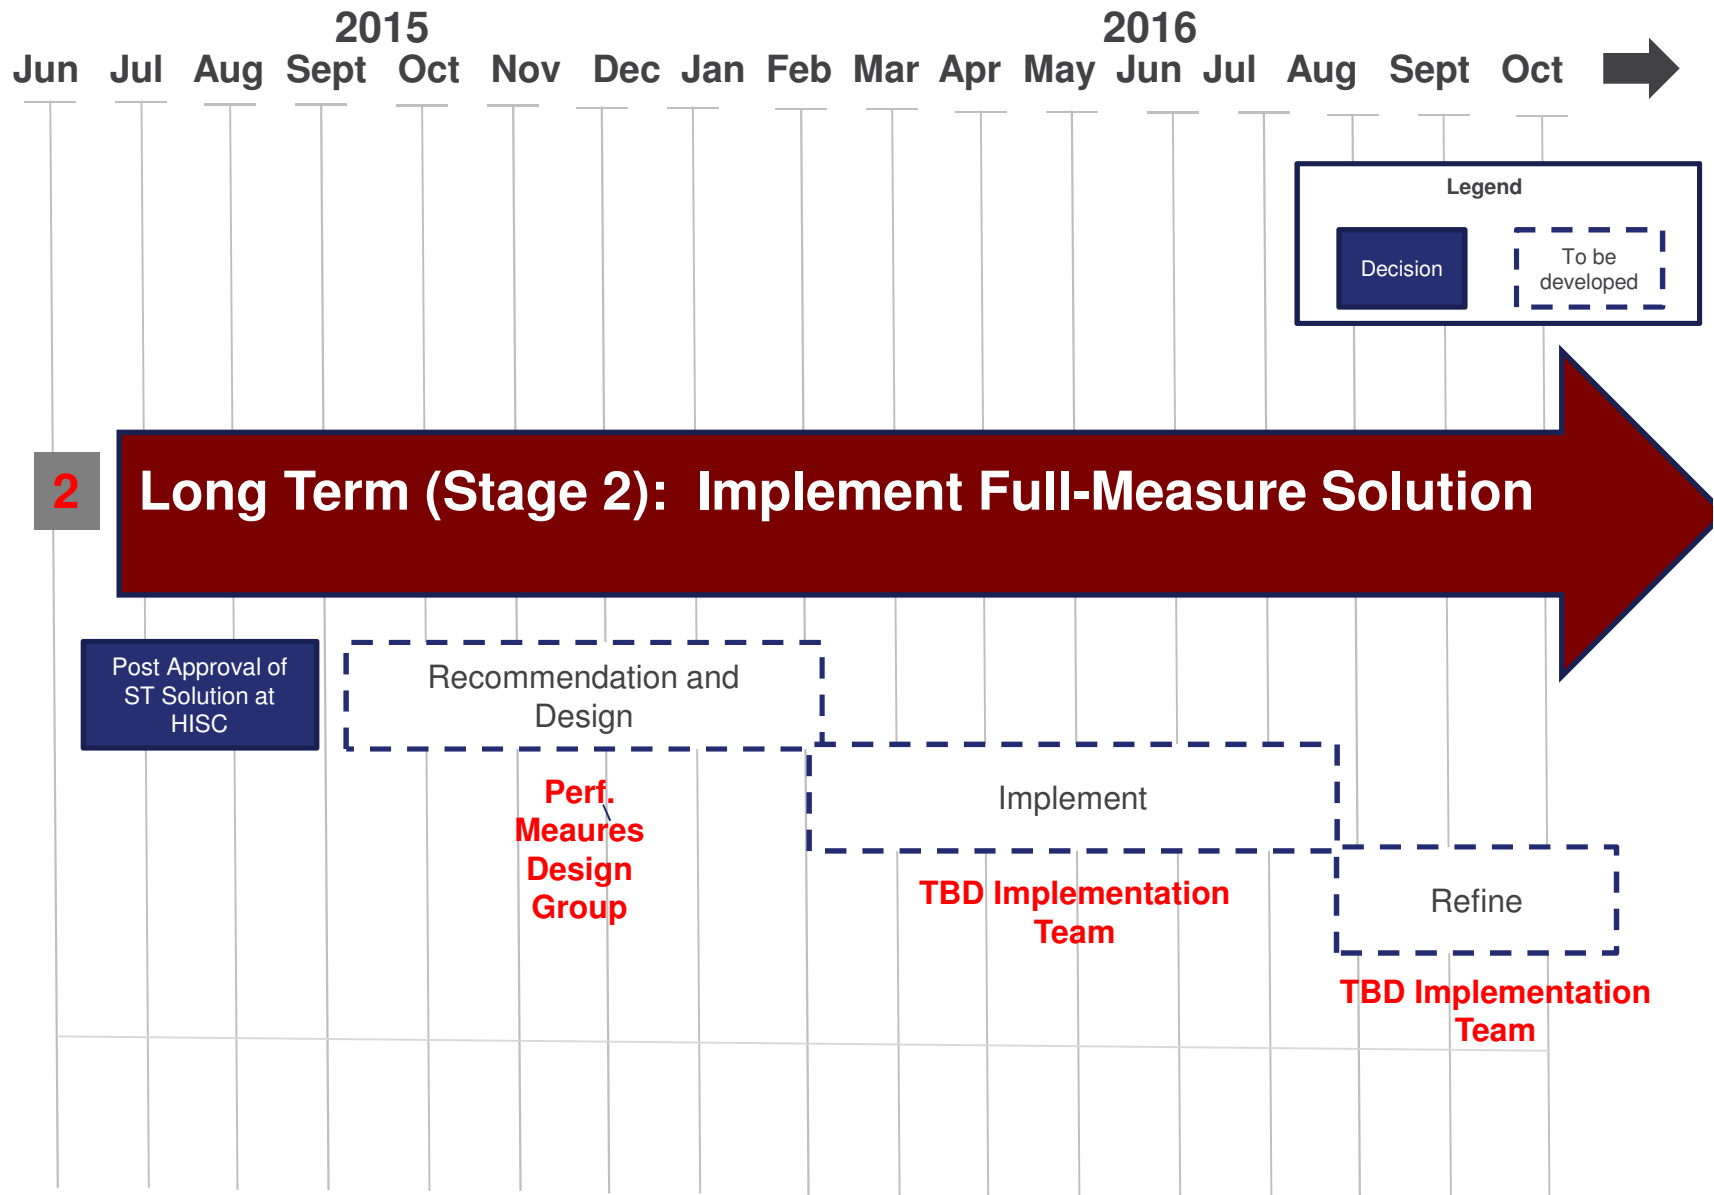 2015 2016
Jun Jul Aug Sept Oct Nov Dec Jan Feb Mar Apr May Jun Jul Aug Sept Oct
Legend
Decision
To be
developed
2
Long Term (Stage 2): Implement Full-Measure Solution
Post Approval of
ST Solution at
HISC
Recommendation and
Design
Perf.
Meaures
Design
Group
Implement
TBD Implementation
Team
Refine
TBD Implementation
Team